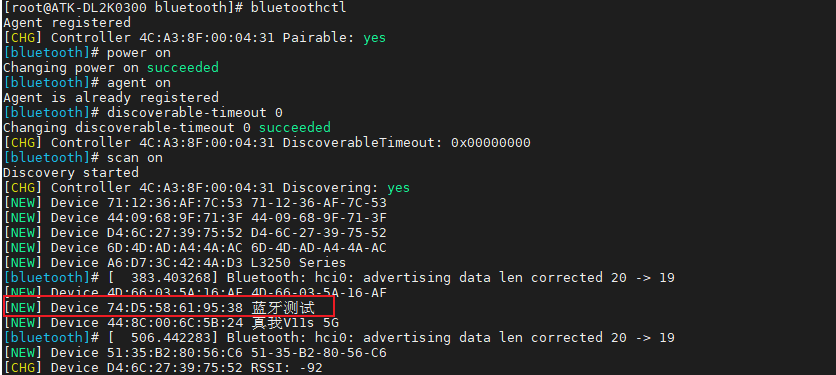 [root@ATK-DL2K0300 bluetooth]# bluetoothctl
Agent registered
[CHG] Controller 4C:A3:8F:00:04:31 Pairable: yes
[bluetooth]# power on
Changing power on succeeded
[bluetooth]# agent on
Agent is already registered
[bluetooth]# discoverable-timeout 0
Changing discoverable-timeout 0 succeeded
[CHG] Controller 4C:A3:8F:00:04:31 DiscoverableTimeout: 0x00000000
[bluetooth]# scan on
Discovery started
[CHG] Controller 4C:A3:8F:00:04:31 Discovering: yes
[NEW] Device 71:12:36:AF:7C:53 71-12-36-AF-7C-53
[NEW] Device 44:09:68:9F:71:3F 44-09-68-9F-71-3F
[NEW] Device D4:6C:27:39:75:52 D4-6C-27-39-75-52
[NEW] Device 6D:4D:AD:A4:4A:AC 6D-4D-AD-A4-4A-AC
[NEW] Device A6:D7:3C:42:4A:D3 L3250 Series
[bluetooth]# [  383.403268] Bluetooth: hci0: advertising data len corrected 20 -> 19
[NEW] Device 4D:66:03:5A:16:AF 4D-66-03-5A-16-AF
[NEW] Device 74:D5:58:61:95:38 蓝牙测试
[NEW] Device 44:8C:00:6C:5B:24 真我V11s 5G
[bluetooth]# [  506.442283] Bluetooth: hci0: advertising data len corrected 20 -> 19
[NEW] Device 51:35:B2:80:56:C6 51-35-B2-80-56-C6
[CHG] Device D4:6C:27:39:75:52 RSSI: -92